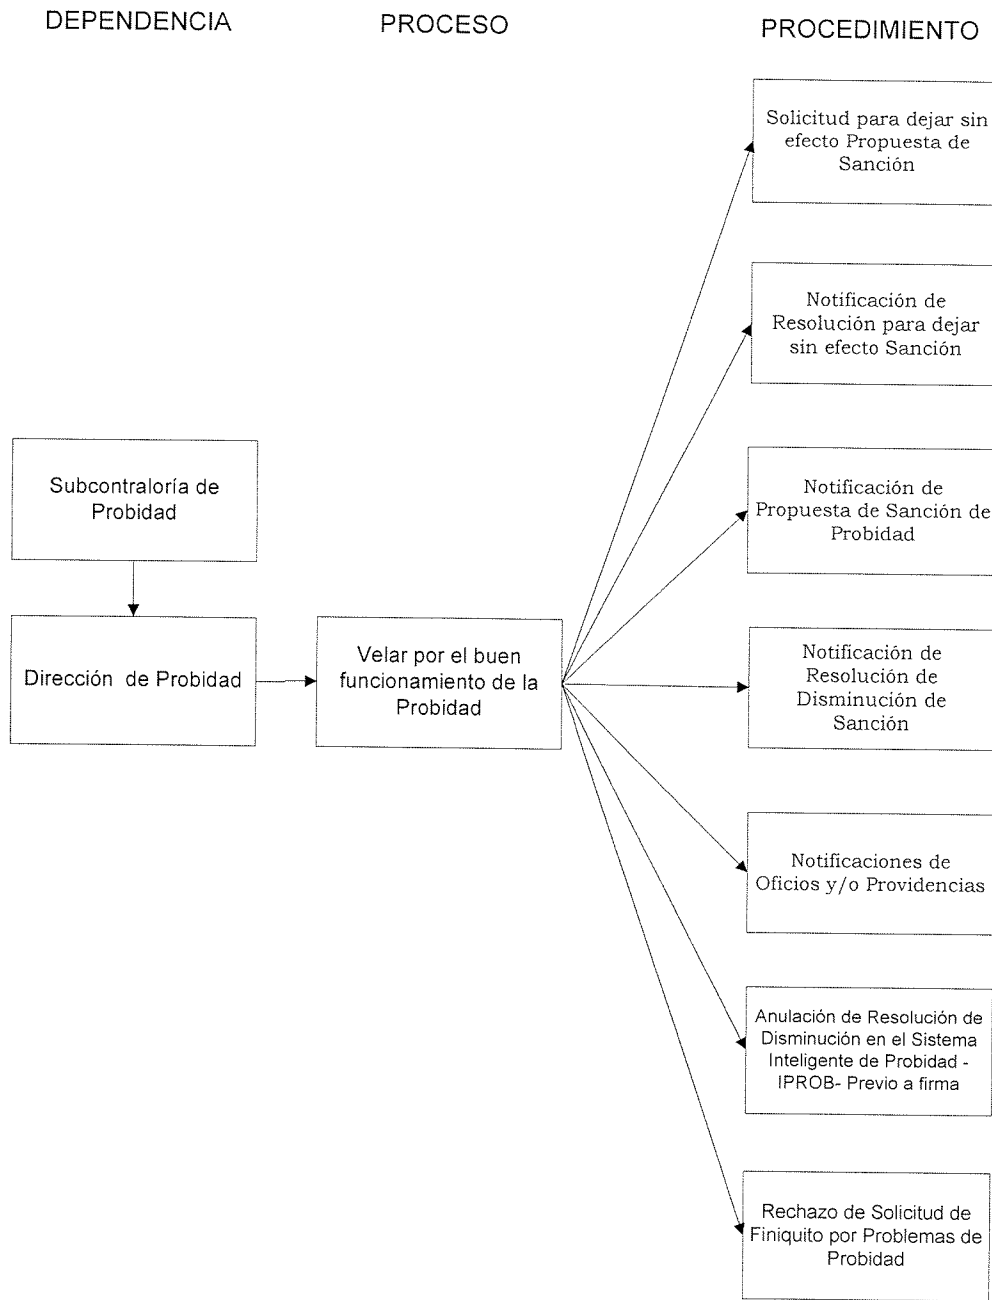 DEPENDENCIA
PROCESO
PROCEDIMIENTO
Solicitud para dejar sin
efecto Propuesta de
Sanción
Notificación de
Resolución para dejar
sin efecto Sanción
Notificación de
Propuesta de Sanción de
Probidad
Subcontraloría de
Probidad
Dirección de Probidad
Velar por el buen
funcionamiento de la
Probidad
Notificación de
Resolución de
Disminución de
Sanción
Notificaciones de
Oficios y/o Providencias
Anulación de Resolución de
Disminución en el Sistema
Inteligente de Probidad -
IPROB- Previo a firma
Rechazo de Solicitud de
Finiquito por Problemas de
Probidad